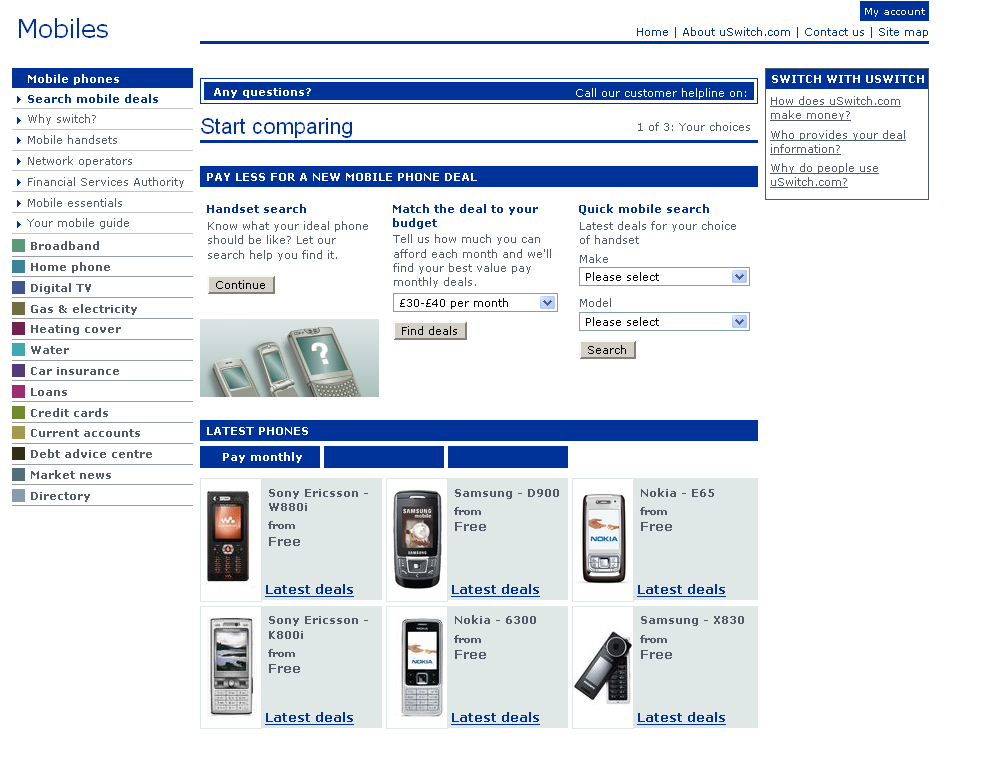 Mobiles
My account
Home | About uSwitch.com | Contact us | Site map
Mobile phones
Search mobile deals
Why switch?
Mobile handsets
Network operators
Financial Services Authority
Mobile essentials
Your mobile guide
Broadband
Home phone
Digital TV
Gas & electricity
Heating cover
Water
Car insurance
Loans
Credit cards
Current accounts
Debt advice centre
Market news
Directory
Any questions?
Call our customer helpline on:
Start comparing
1 of 3: Your choices
PAY LESS FOR A NEW MOBILE PHONE DEAL
Handset search
Know what your ideal phone
should be like? Let our
search help you find it.
Continue
?
Match the deal to your
budget
Tell us how much you can
afford each month and we'll
find your best value pay
monthly deals.
£30-£40 per month
Find deals
Quick mobile search
Latest deals for your choice
of handset
Make
Please select
Model
Please select
Search
LATEST PHONES
Pay monthly
Sony Ericsson -
W880i
from
Free
Latest deals
SAMSUNG
mobile
SAMSUNG
Samsung - D900
from
Free
Latest deals
NOKIA
Nokia - E65
from
Free
Latest deals
Sony Ericsson -
K800i
from
Free
Latest deals
NOKIA
Nokia - 6300
from
Free
Latest deals
Samsung - X830
from
Free
Latest deals
SWITCH WITH USWITCH
How does uSwitch.com
make money?
Who provides your deal
information?
Why do people use
uSwitch.com?